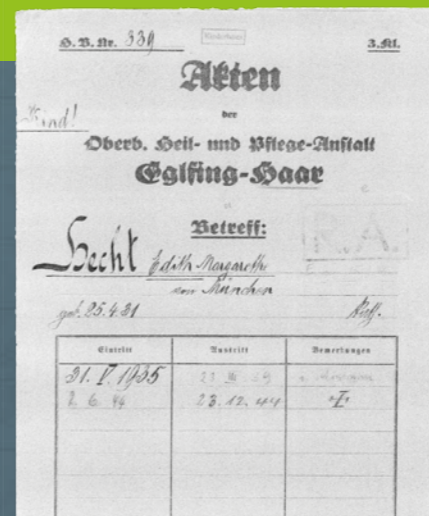 H. B. Nr. 339 Kinderhaus 3. Kl.
Akten
der
Kind!
Oberb. Heil- und Pflege-Anstalt
Eglfing-Haar
Betreff:
Hecht Edith Margarethe
von München
geb. 25.4.31
Eintritt Austritt Bemerkungen
31. V. 1935
2 6. 44 23.12.44